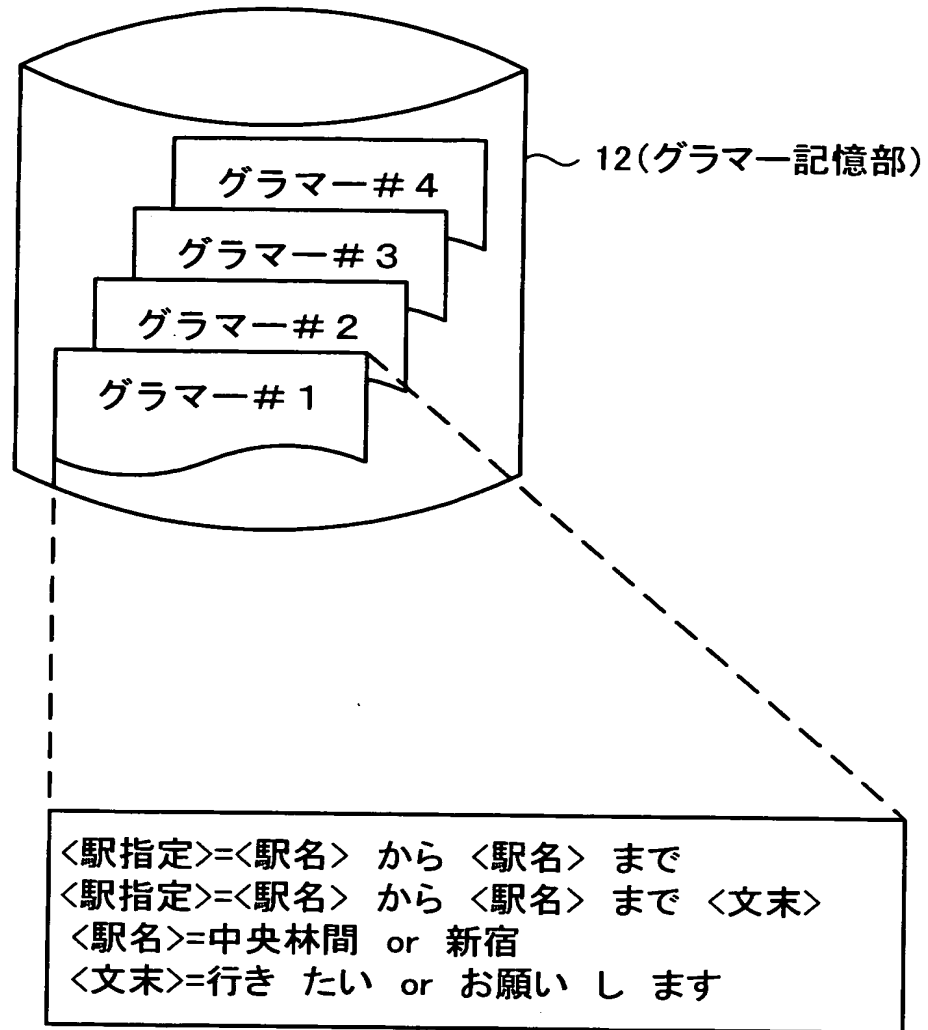 12(グラマー記憶部)
グラマー#4
グラマー#3
グラマー#2
グラマー#1
<駅指定>=<駅名> から <駅名> まで
<駅指定>=<駅名> から <駅名> まで <文末>
<駅名>=中央林間 or 新宿
<文末>=行き たい or お願い し ます